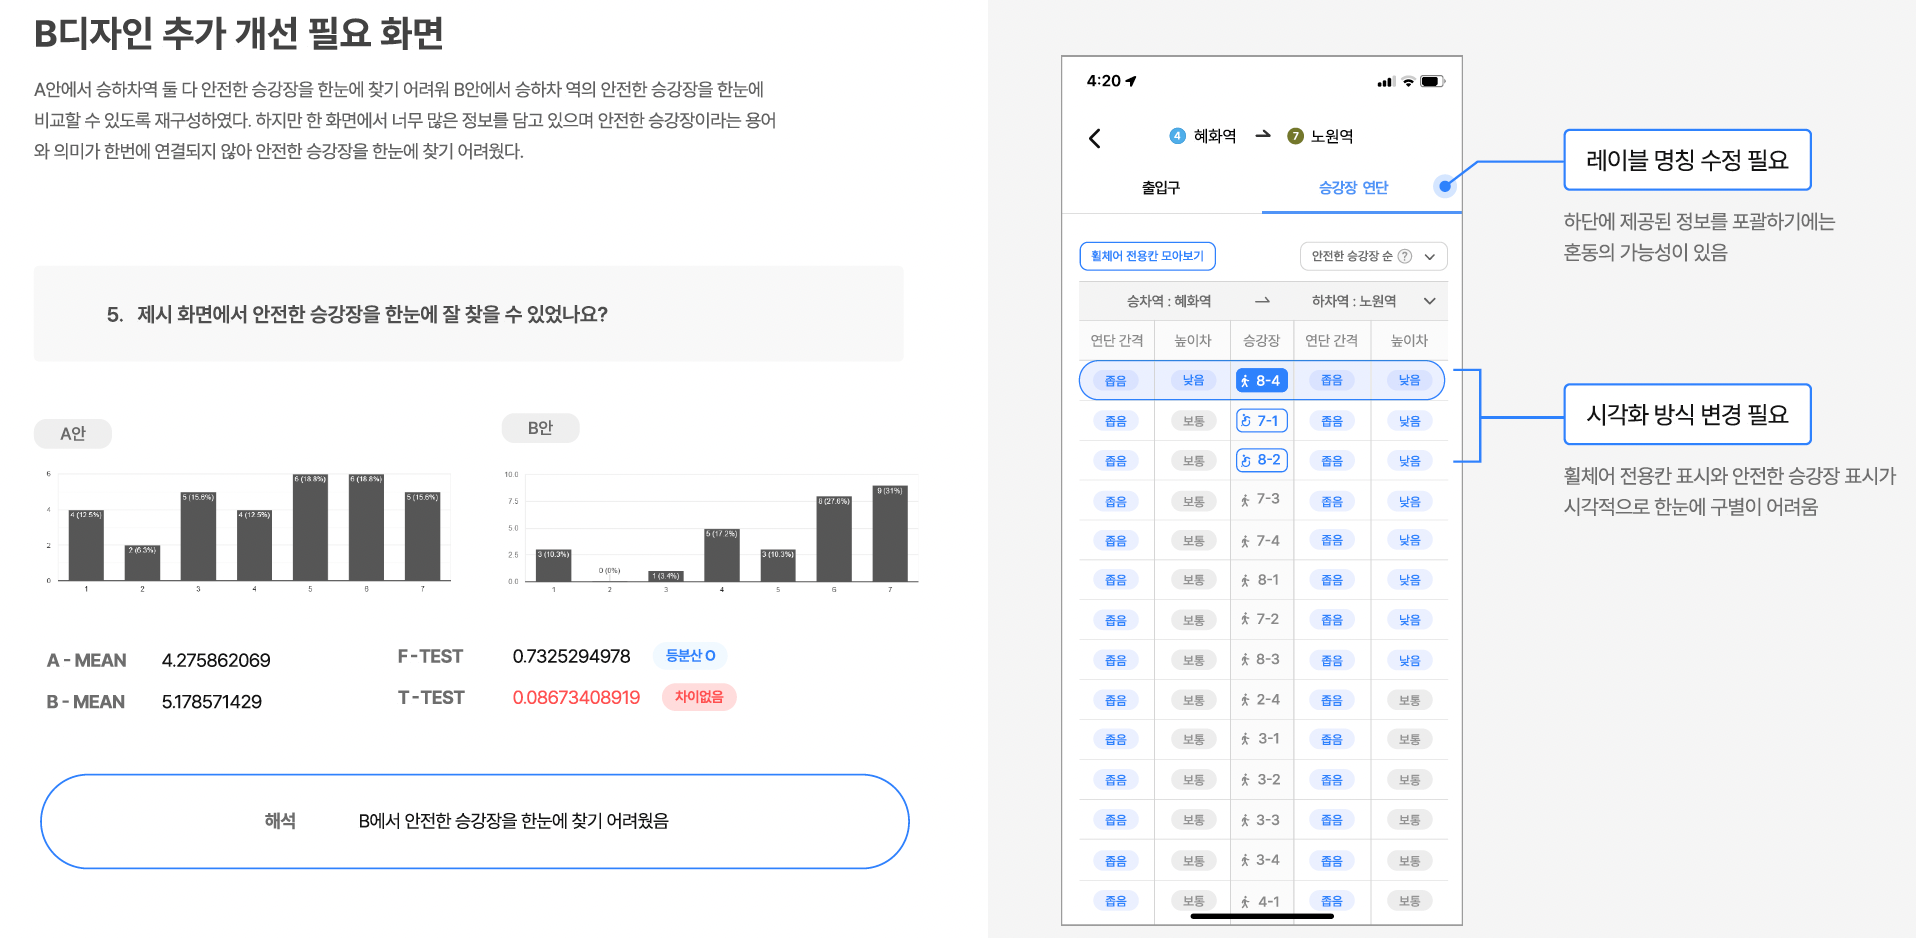 B디자인 추가 개선 필요 화면
A안에서 승하차역 둘 다 안전한 승강장을 한눈에 찾기 어려워 B안에서 승하차 역의 안전한 승강장을 한눈에
비교할 수 있도록 재구성하였다. 하지만 한 화면에서 너무 많은 정보를 담고 있으며 안전한 승강장이라는 용어
와 의미가 한번에 연결되지 않아 안전한 승강장을 한눈에 찾기 어려웠다.
5. 제시 화면에서 안전한 승강장을 한눈에 잘 찾을 수 있었나요?
A안
6
4
2
0
4 (12.5%)
2 (6.3%)
5 (15.6%)
4 (12.5%)
6 (18.8%)
6 (18.8%)
5 (15.6%)
1 2 3 4 5 6 7
B안
10.0
7.5
5.0
2.5
0.0
3 (10.3%)
0 (0%)
1 (3.4%)
5 (17.2%)
3 (10.3%)
8 (27.6%)
9 (31%)
1 2 3 4 5 6 7
A - MEAN 4.275862069
B - MEAN 5.178571429
F-TEST 0.7325294978 등분산 O
T-TEST 0.08673408919 차이없음
해석 B에서 안전한 승강장을 한눈에 찾기 어려웠음
4:20
4 혜화역 7 노원역
출입구 승강장 연단
휠체어 전용칸 모아보기 안전한 승강장 순 ?
승차역 : 혜화역 하차역 : 노원역
연단 간격 높이차 승강장 연단 간격 높이차
좁음 낮음 8-4 좁음 낮음
좁음 보통 7-1 좁음 낮음
좁음 보통 8-2 좁음 낮음
좁음 보통 7-3 좁음 낮음
좁음 보통 7-4 좁음 낮음
좁음 보통 8-1 좁음 낮음
좁음 보통 7-2 좁음 낮음
좁음 보통 8-3 좁음 낮음
좁음 보통 2-4 좁음 보통
좁음 보통 3-1 좁음 보통
좁음 보통 3-2 좁음 보통
좁음 보통 3-3 좁음 보통
좁음 보통 3-4 좁음 보통
좁음 보통 4-1 좁음 보통
레이블 명칭 수정 필요
하단에 제공된 정보를 포괄하기에는
혼동의 가능성이 있음
시각화 방식 변경 필요
휠체어 전용칸 표시와 안전한 승강장 표시가
시각적으로 한눈에 구별이 어려움